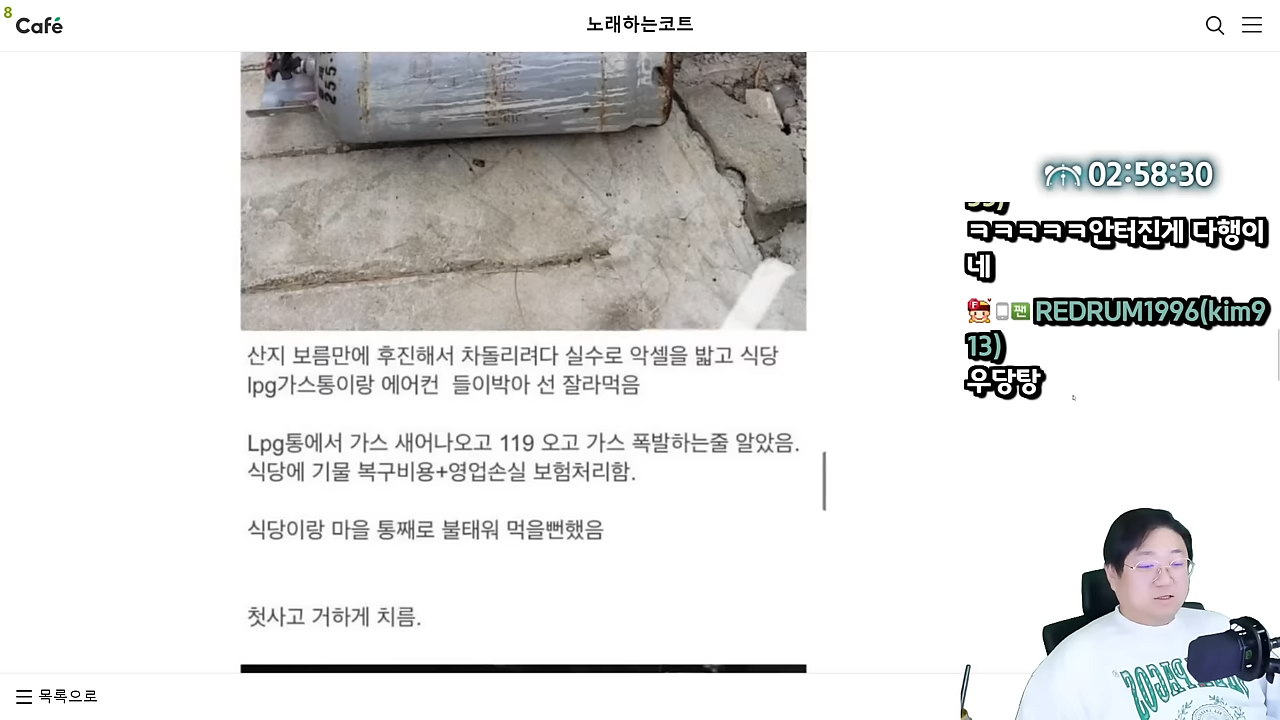 8
Café
노래하는코트
255
02:58:30
ㅋㅋㅋㅋㅋ안터진게 다행이
네
F 팬 REDRUM1996(kim9
13)
우당탕
산지 보름만에 후진해서 차돌리려다 실수로 악셀을 밟고 식당
lpg가스통이랑 에어컨 들이박아 선 잘라먹음
Lpg통에서 가스 새어나오고 119 오고 가스 폭발하는줄 알았음.
식당에 기물 복구비용+영업손실 보험처리함.
식당이랑 마을 통째로 불태워 먹을뻔했음
첫사고 거하게 치름.
목록으로